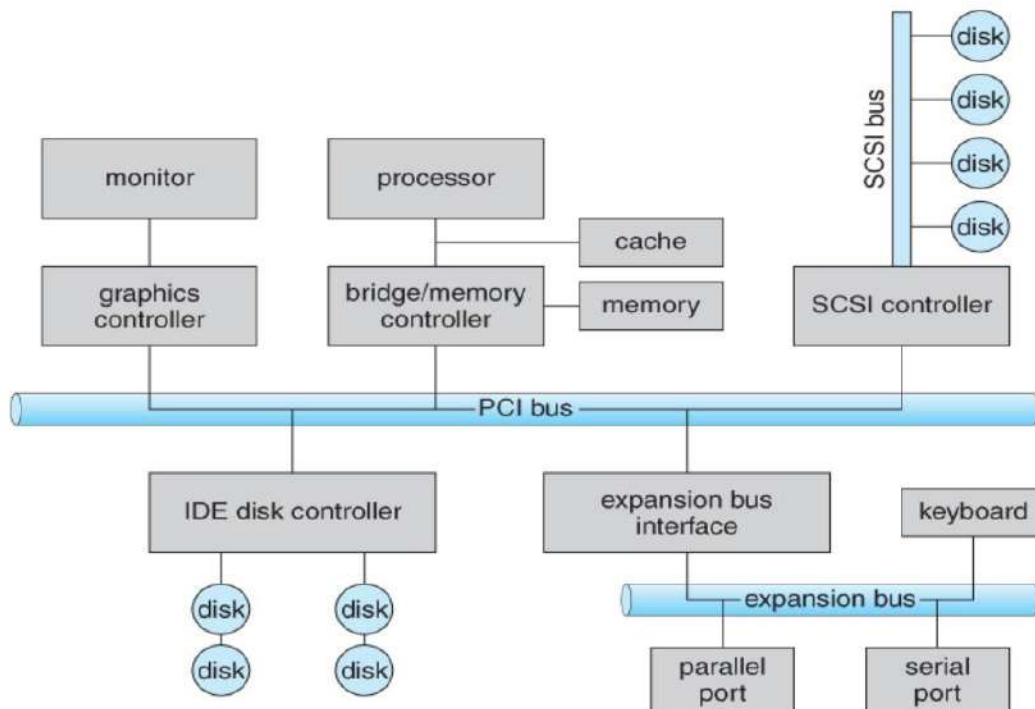 disk
disk
SCSI bus
disk
disk
monitor
processor
cache
graphics
controller
bridge/memory
controller
memory
SCSI controller
PCI bus
IDE disk controller
expansion bus
interface
keyboard
disk
disk
expansion bus
disk
disk
parallel
port
serial
port